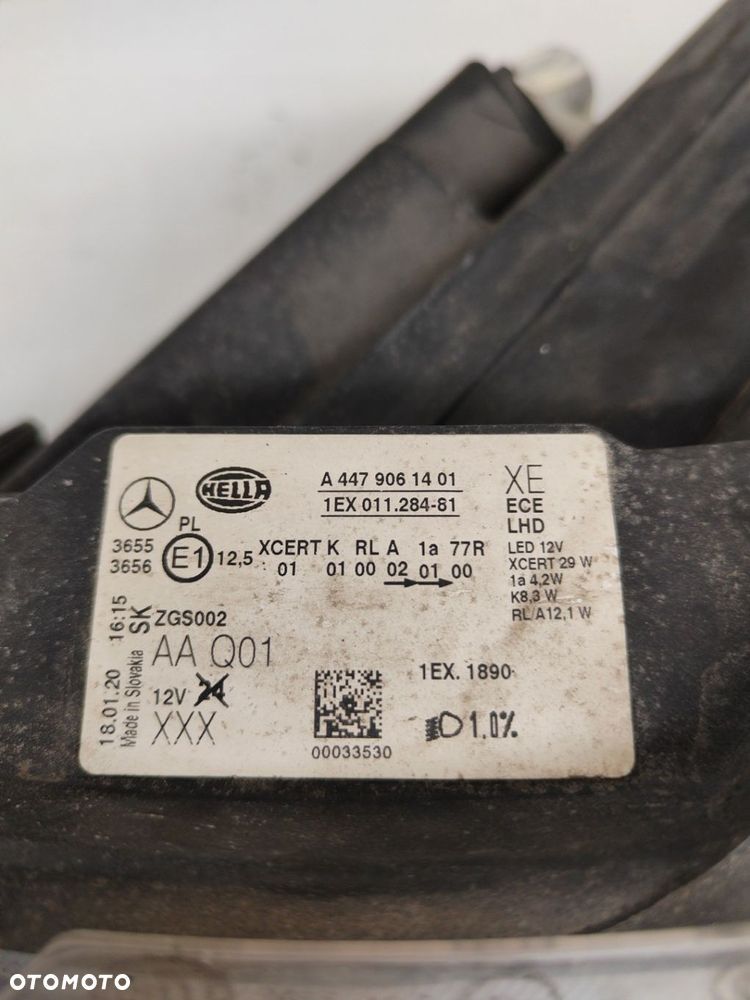 HELLA
A 447 906 14 01
1EX 011.284-81
XE
ECE
LHD
LED 12V
XCERT 29 W
1a 4,2W
K8,3 W
RL/A12,1 W
PL
3655
3656
E1
12,5
XCERT K RL A 1a 77R
01 01 00 02 01 00
18.01.20 16:15
Made in Slovakia SK
ZGS002
AA Q01
12V 24
XXX
00033530
1EX. 1890
1.0%
OTOMOTO